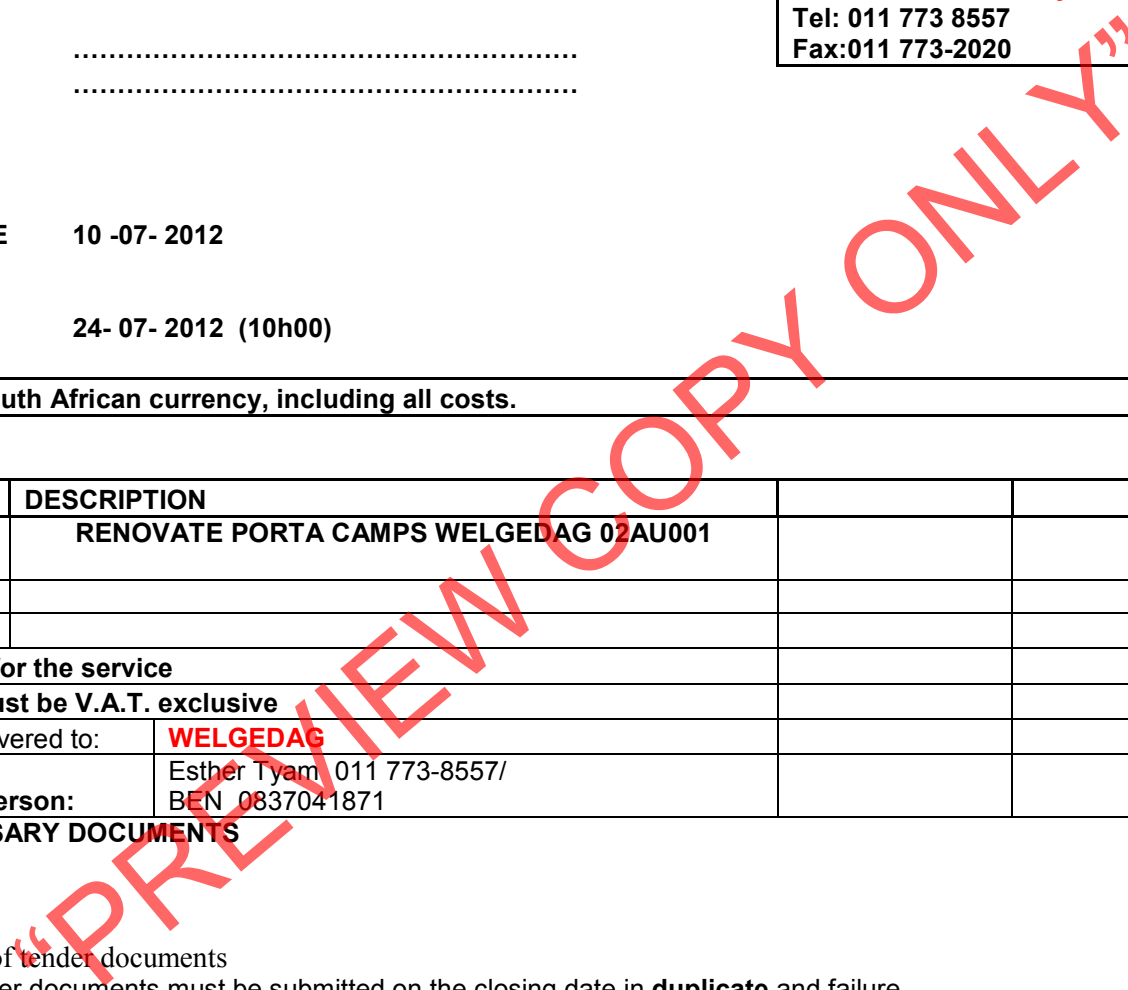 Tel: 011 773 8557
Fax:011 773-2020
………………………………………………
………………………………………………
E 10 -07- 2012
24- 07- 2012 (10h00)
uth African currency, including all costs.
DESCRIPTION
RENOVATE PORTA CAMPS WELGEDAG 02AU001
or the service
ust be V.A.T. exclusive
vered to: WELGEDAG
Esther Tyam 011 773-8557/
erson: BEN 0837041871
SARY DOCUMENTS
of tender documents
er documents must be submitted on the closing date in duplicate and failure
“PREVIEW COPY ONLY”